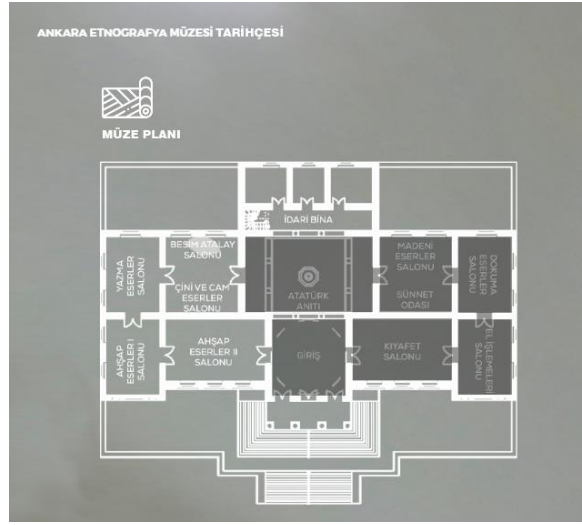 ANKARA ETNOGRAFYA MÜZESİ TARİHÇESİ
MÜZE PLANI
İDARİ BİNA
YAZMA
ESERLER
SALONU
BESİM ATALAY
SALONU
ÇİNİ VE CAM
ESERLER
SALONU
ATATÜRK
ANITI
MADENİ
ESERLER
SALONU
SÜNNET
ODASI
DOKUMA
ESERLER
SALONU
AHŞAP
ESERLER I
SALONU
AHŞAP
ESERLER II
SALONU
GİRİŞ
KIYAFET
SALONU
EL İŞLEMELERİ
SALONU